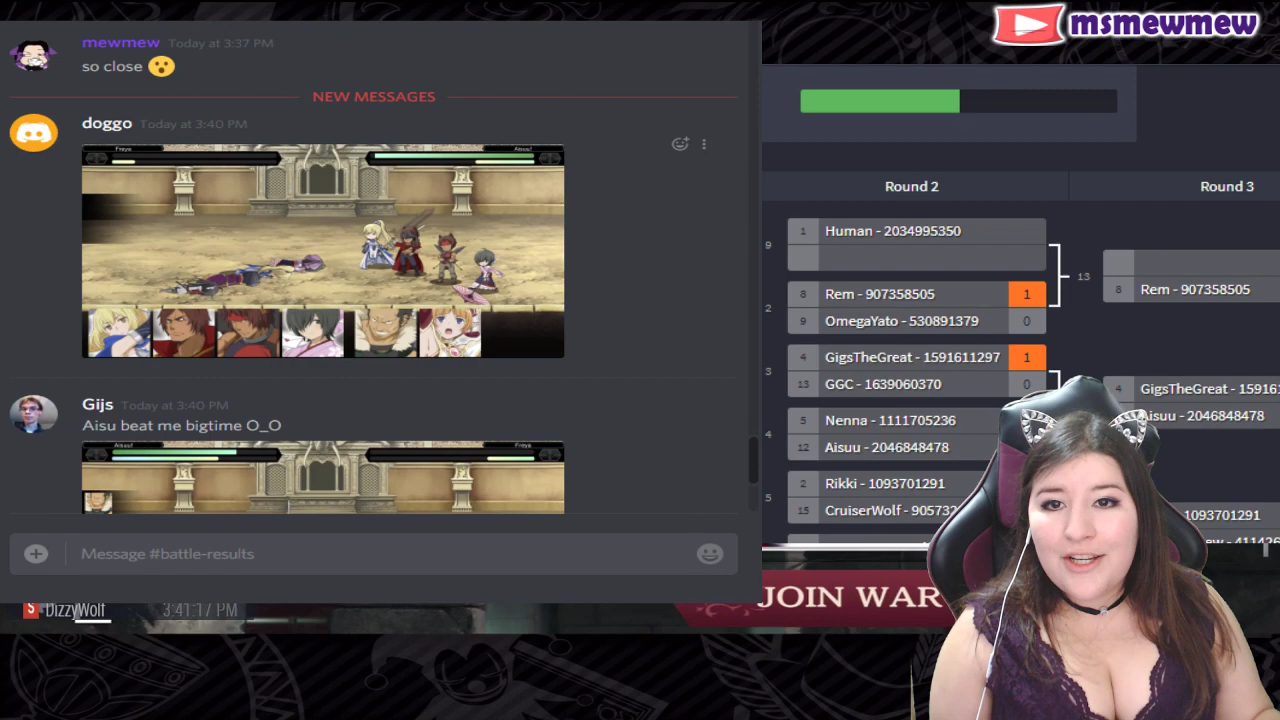 mewmew Today at 3:37 PM
so close
NEW MESSAGES
doggo Today at 3:40 PM
Freya
Aisuu!
Gijs Today at 3:40 PM
Aisu beat me bigtime O_O
Aisuu!
Freya
Message #battle-results
S DizzyWolf 3:41:17 PM
msmewmew
Round 2
Round 3
9
1 Human - 2034995350
13
8 Rem - 907358505
2
8 Rem - 907358505 1
9 OmegaYato - 530891379 0
3
4 GigsTheGreat - 1591611297 1
13 GGC - 1639060370 0
4 GigsTheGreat - 15916
Aisuu - 2046848478
4
5 Nenna - 1111705236
12 Aisuu - 2046848478
5
2 Rikki - 1093701291
15 CruiserWolf - 90573
1093701291
JOIN WAR